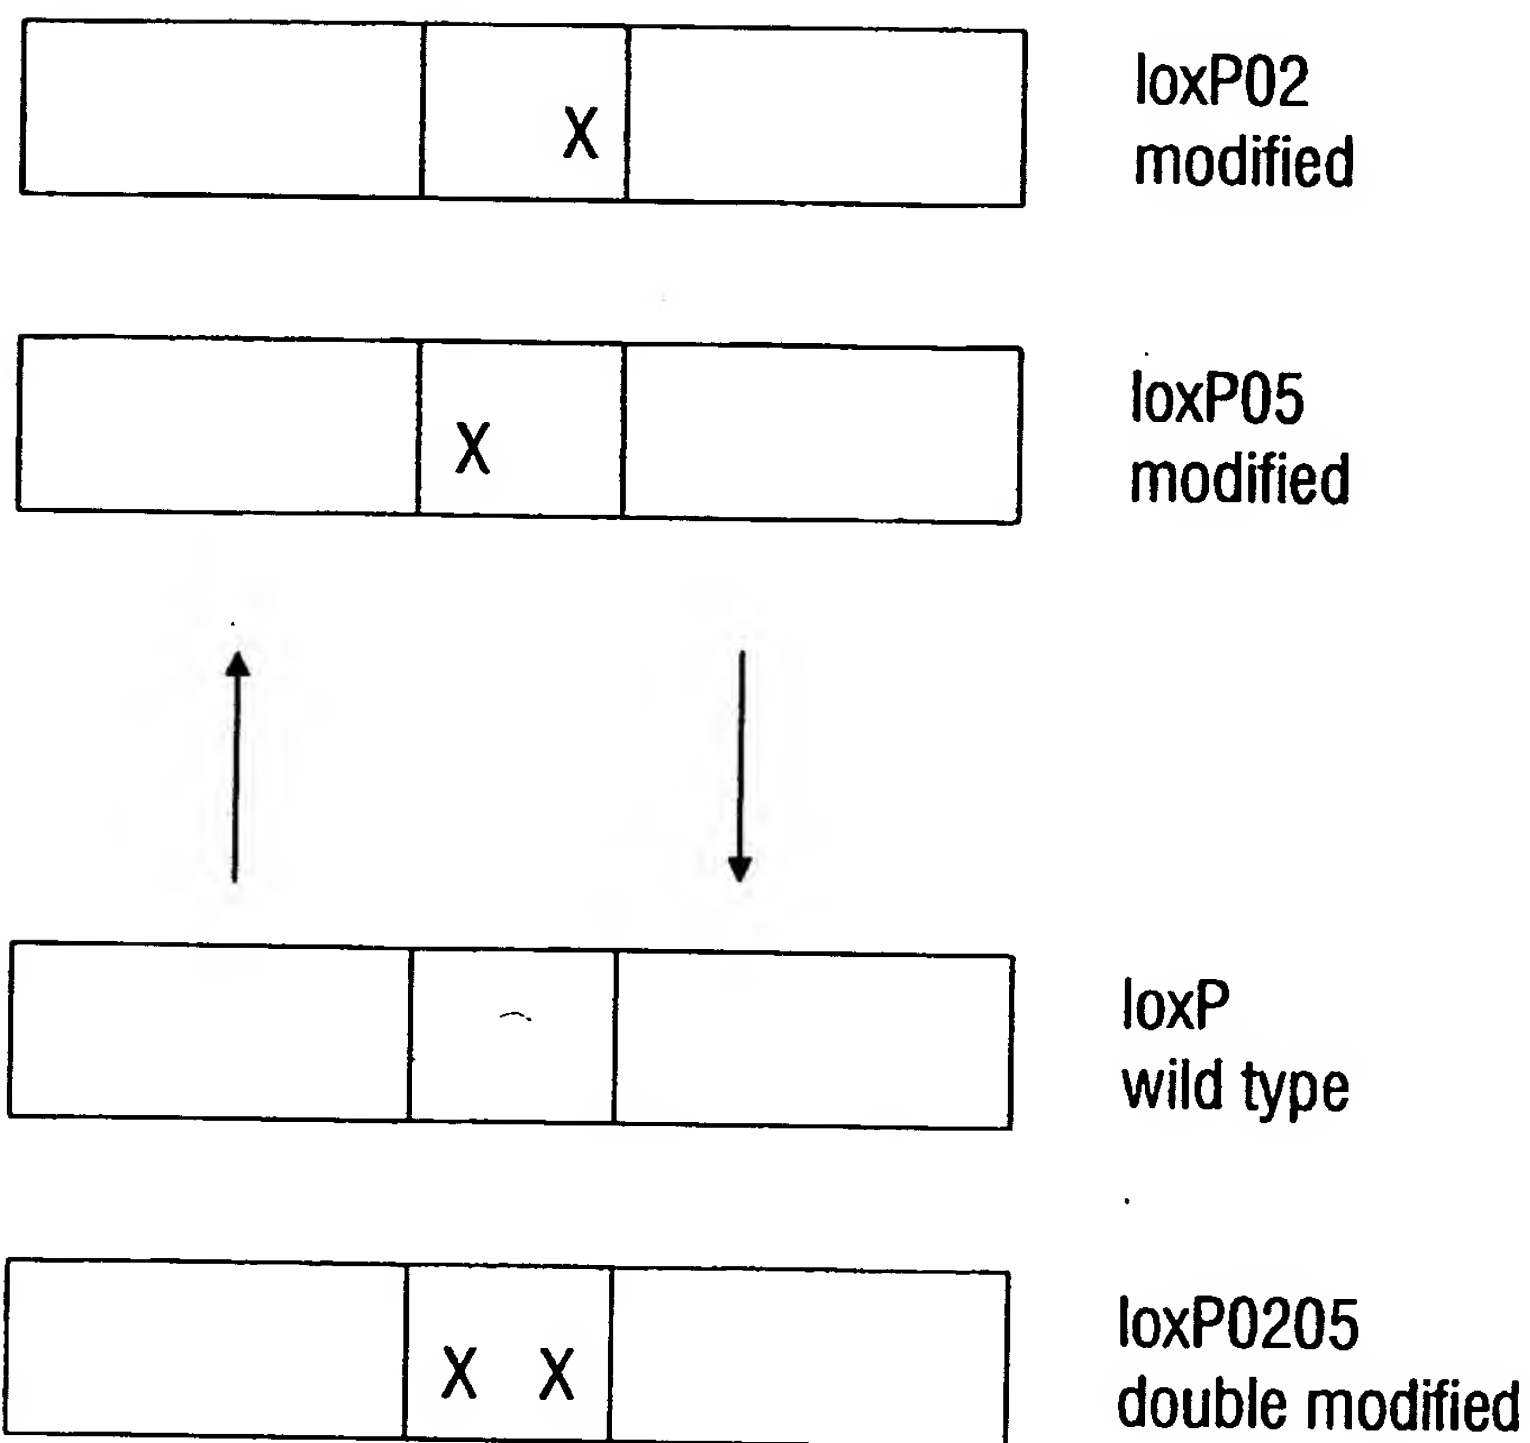 X
loxP02
modified
X
loxP05
modified
loxP
wild type
X X
loxP0205
double modified